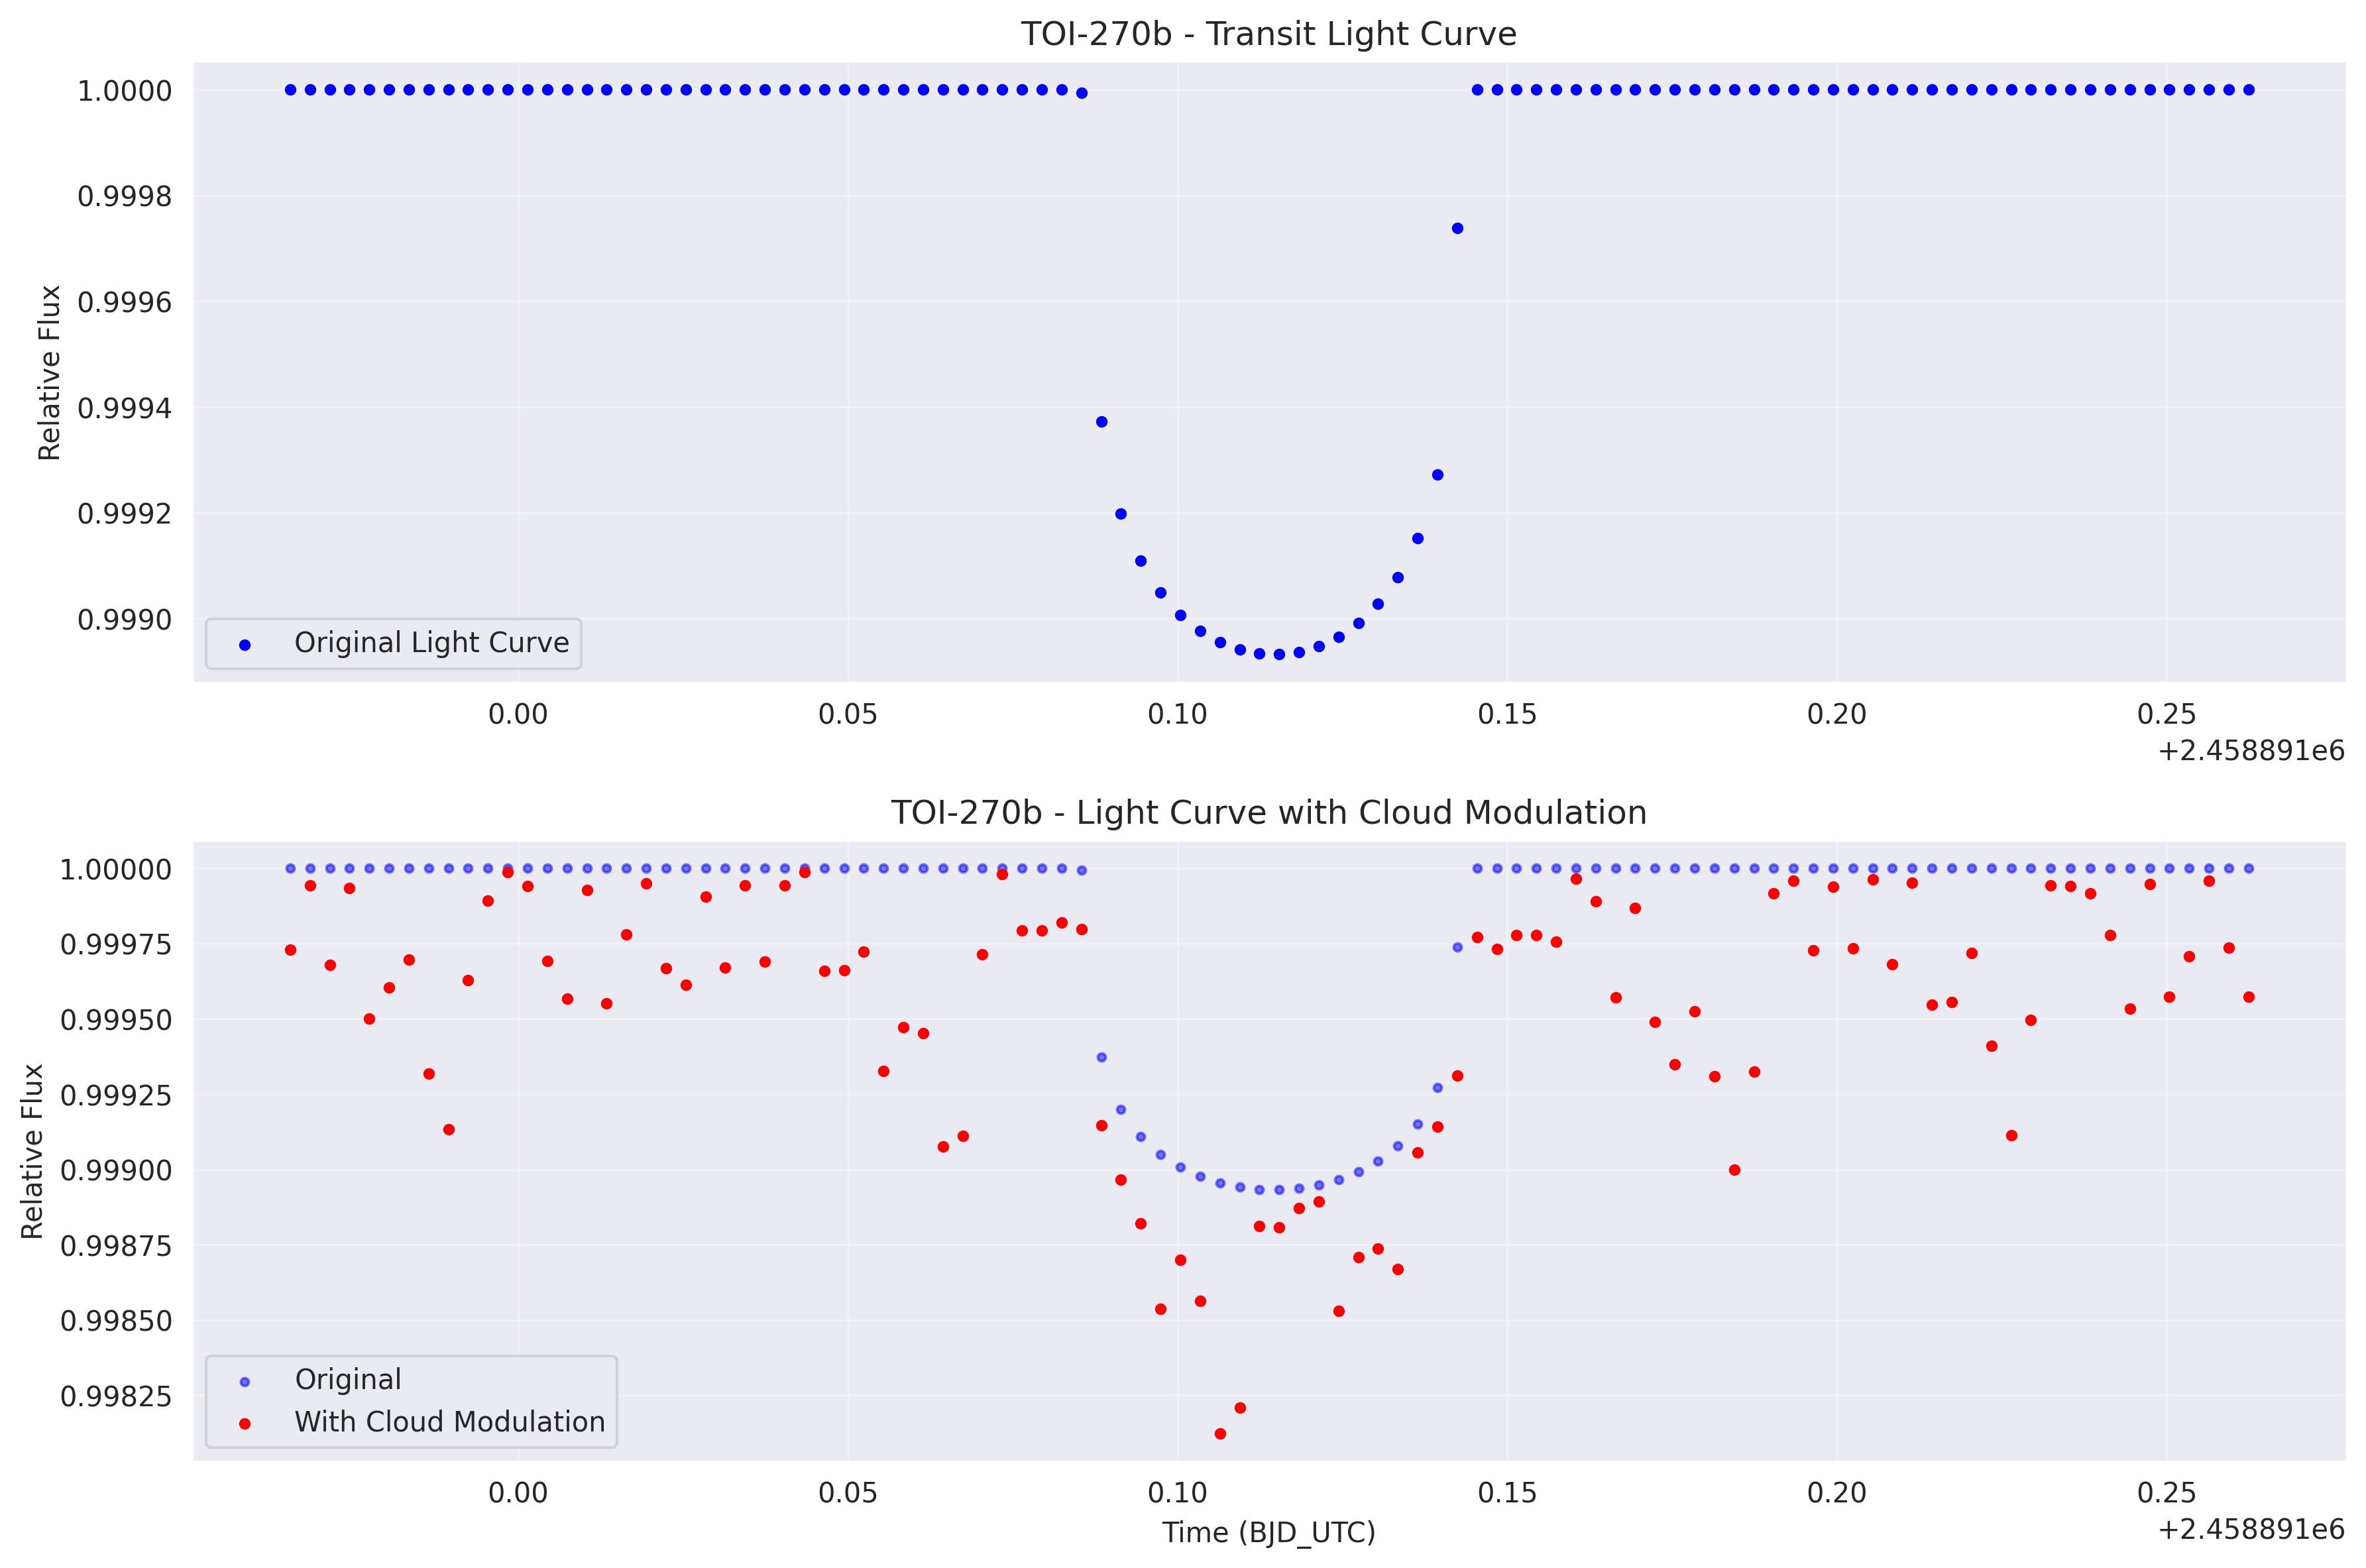 TOI-270b - Transit Light Curve
Relative Flux
1.0000
0.9998
0.9996
0.9994
0.9992
0.9990
Original Light Curve
0.00 0.05 0.10 0.15 0.20 0.25
+2.458891e6
TOI-270b - Light Curve with Cloud Modulation
Relative Flux
1.00000
0.99975
0.99950
0.99925
0.99900
0.99875
0.99850
0.99825
Original
With Cloud Modulation
0.00 0.05 0.10 0.15 0.20 0.25
Time (BJD_UTC)
+2.458891e6